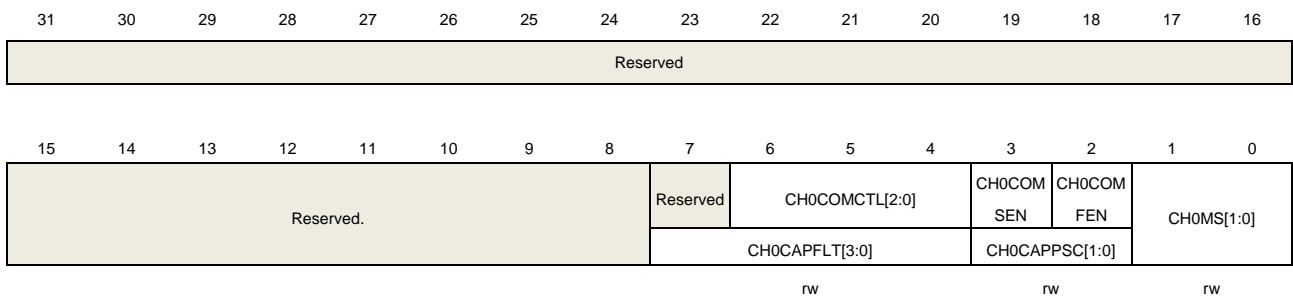 31 30 29 28 27 26 25 24 23 22 21 20 19 18 17 16
Reserved
15 14 13 12 11 10 9 8 7 6 5 4 3 2 1 0
Reserved. Reserved CH0COMCTL[2:0] CH0COM SEN CH0COM FEN CH0MS[1:0]
CH0CAPFLT[3:0] CH0CAPPSC[1:0]
rw rw rw